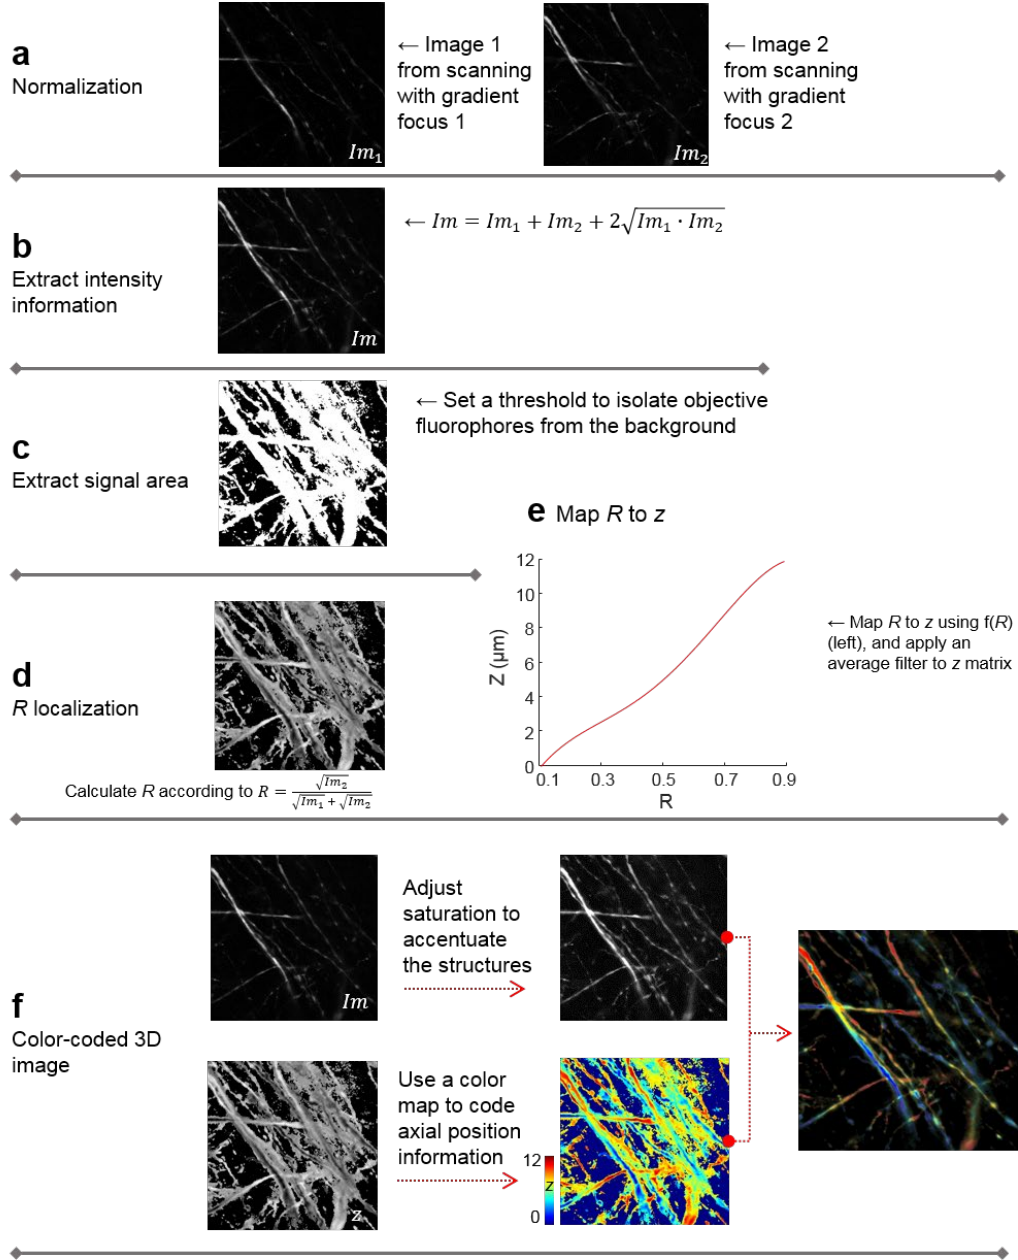 a
Normalization
← Image 1
from scanning
with gradient
focus 1
Im₁
← Image 2
from scanning
with gradient
focus 2
Im₂
b
Extract intensity
information
Im
← Im = Im₁ + Im₂ + 2√(Im₁ · Im₂)
c
Extract signal area
← Set a threshold to isolate objective
fluorophores from the background
d
R localization
Calculate R according to R = √Im₂ / (√Im₁ + √Im₂)
e Map R to z
12
10
8
6
4
2
0
Z (μm)
0.1 0.3 0.5 0.7 0.9
R
← Map R to z using f(R)
(left), and apply an
average filter to z matrix
f
Color-coded 3D
image
Im
Adjust
saturation to
accentuate
the structures
z
Use a color
map to code
axial position
information
12
z
0